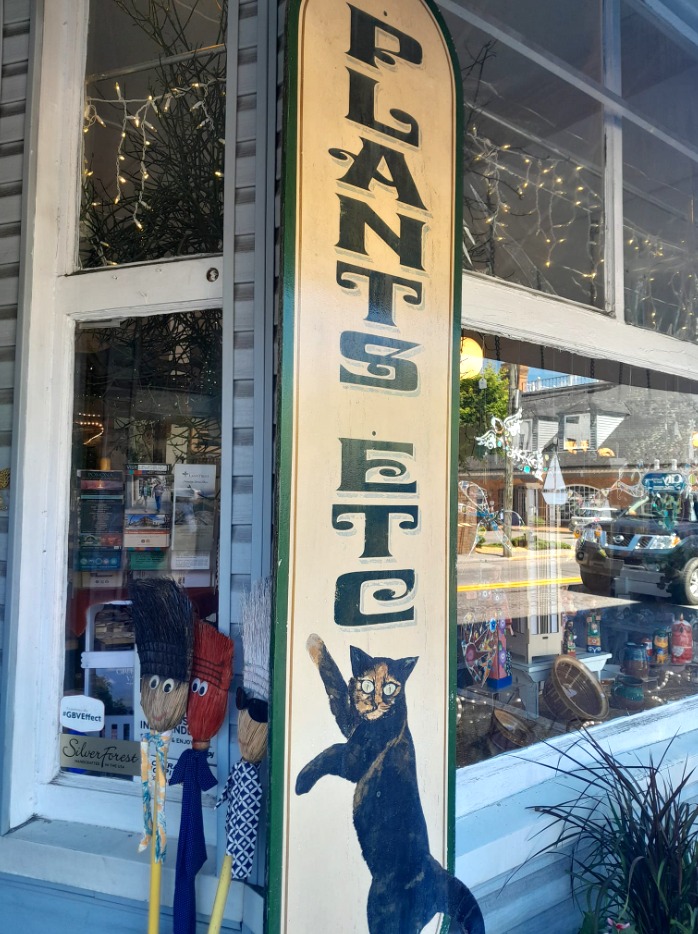 PLANTS
ETC
#GBVEffect
SilverForest